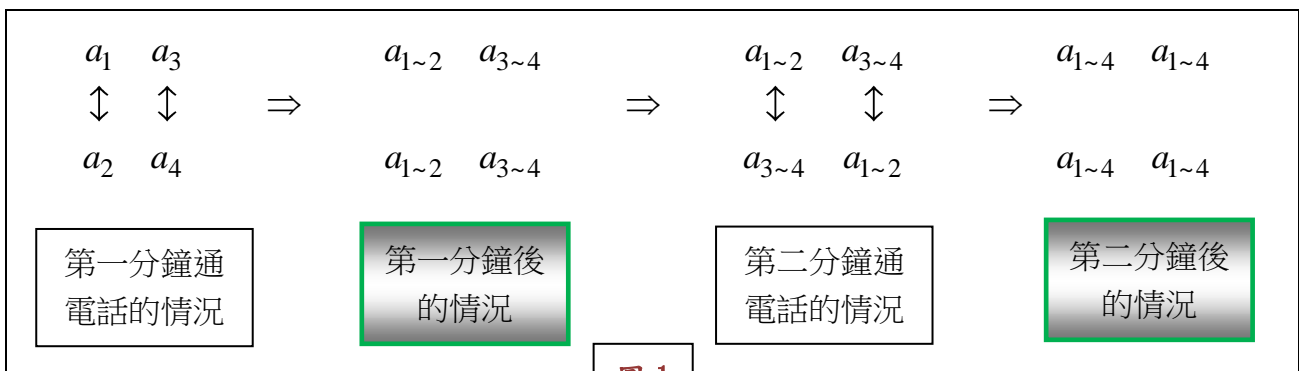 a₁ a₃ a₁~₂ a₃~₄ a₁~₂ a₃~₄ a₁~₄ a₁~₄
↕ ↕ ⇒ ⇒ ↕ ↕ ⇒
a₂ a₄ a₁~₂ a₃~₄ a₃~₄ a₁~₂ a₁~₄ a₁~₄
第一分鐘通
電話的情況
第一分鐘後
的情況
第二分鐘通
電話的情況
第二分鐘後
的情況
圖 1